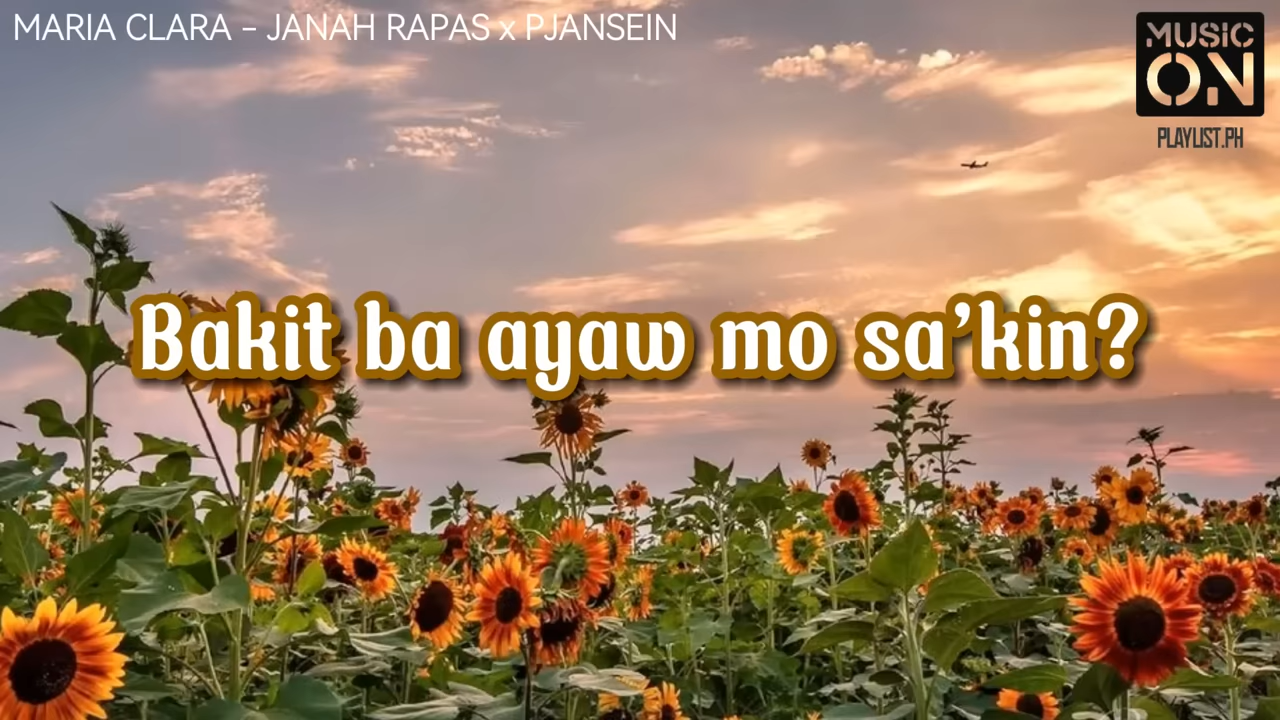 MARIA CLARA – JANAH RAPAS x PJANSEIN
MUSIC
ON
PLAYLIST.PH
Bakit ba ayaw mo sa’kin?